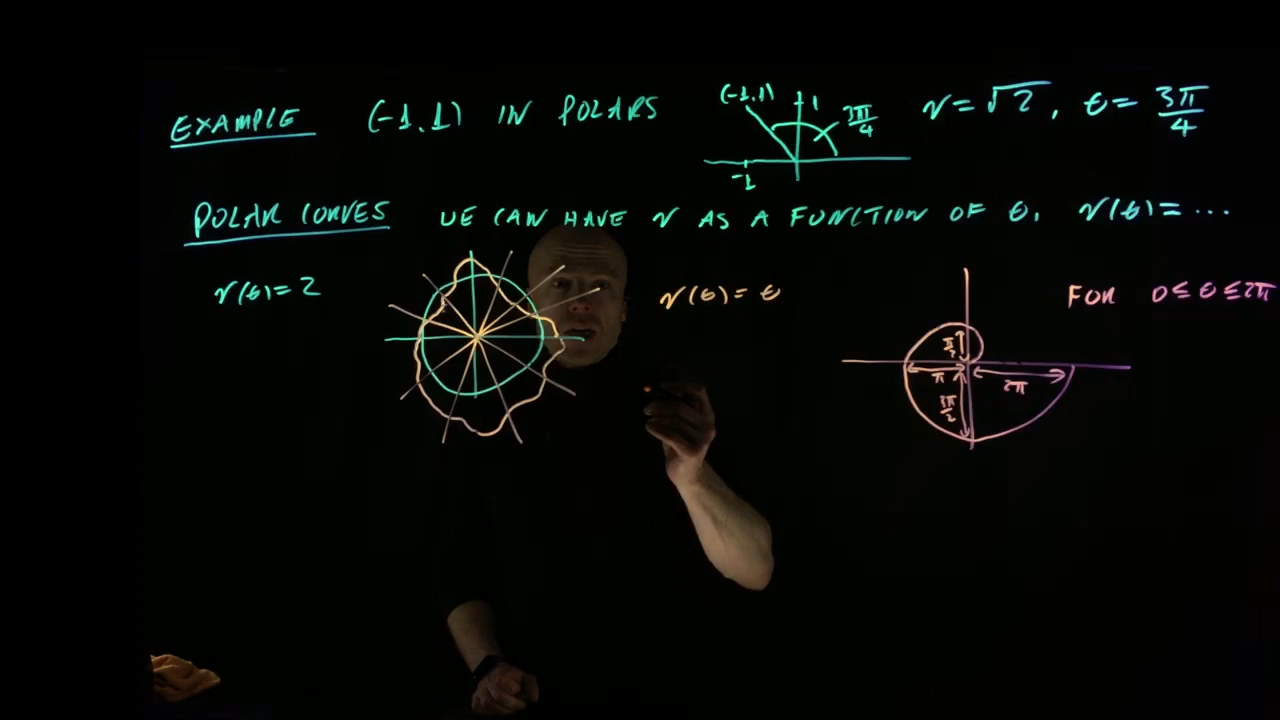 EXAMPLE (-1,1) IN POLARS (-1,1) 1 3π/4 -1 r=√2, θ=3π/4
POLAR CURVES WE CAN HAVE r AS A FUNCTION OF θ. r(θ)=...
r(θ)=2 r(θ)=θ FOR 0≤θ≤2π
π/2
π 2π
3π/2